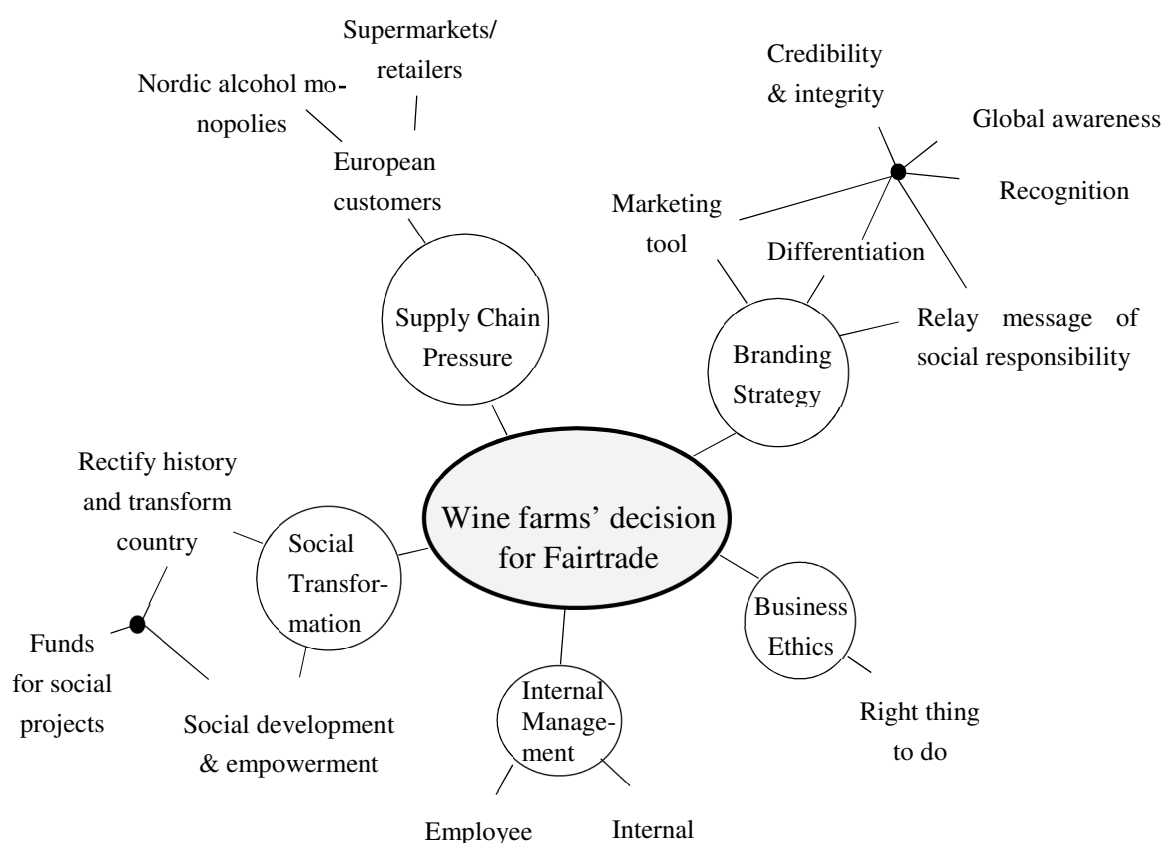 Supermarkets/
retailers
Nordic alcohol mo-
nopolies
European
customers
Supply Chain
Pressure
Credibility
& integrity
Global awareness
Recognition
Marketing
tool
Differentiation
Relay message of
social responsibility
Branding
Strategy
Wine farms’ decision
for Fairtrade
Rectify history
and transform
country
Social
Transfor-
mation
Funds
for social
projects
Social development
& empowerment
Internal
Manage-
ment
Employee
Internal
Business
Ethics
Right thing
to do